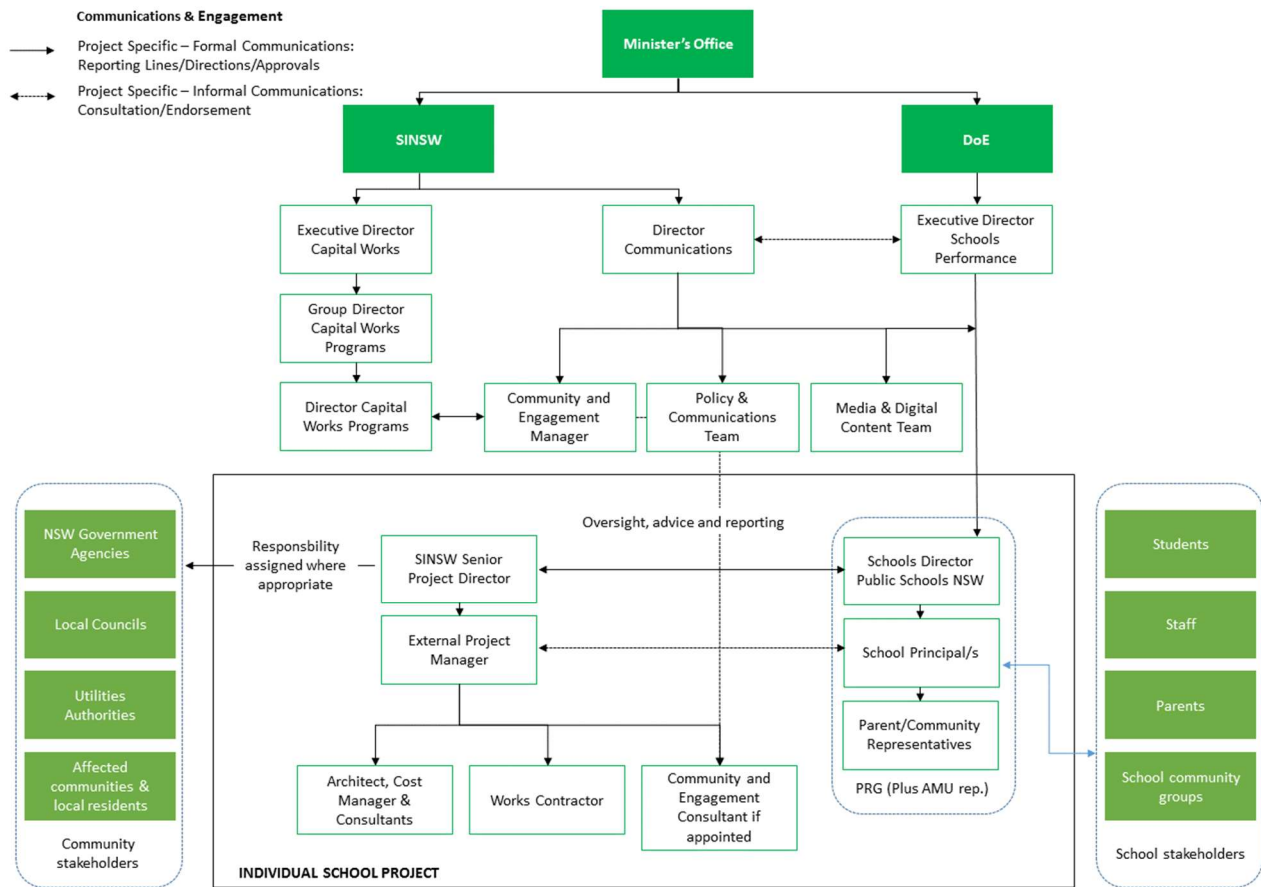 Communications & Engagement
Project Specific – Formal Communications:
Reporting Lines/Directions/Approvals
Project Specific – Informal Communications:
Consultation/Endorsement
Minister's Office
SINSW
DoE
Executive Director
Capital Works
Director
Communications
Executive Director
Schools
Performance
Group Director
Capital Works
Programs
Director Capital
Works Programs
Community and
Engagement
Manager
Policy &
Communications
Team
Media & Digital
Content Team
NSW Government
Agencies
Local Councils
Utilities
Authorities
Affected
communities &
local residents
Community
stakeholders
Responsbility
assigned where
appropriate
Oversight, advice and reporting
SINSW Senior
Project Director
External Project
Manager
Architect, Cost
Manager &
Consultants
Works Contractor
Community and
Engagement
Consultant if
appointed
Schools Director
Public Schools NSW
School Principal/s
Parent/Community
Representatives
PRG (Plus AMU rep.)
INDIVIDUAL SCHOOL PROJECT
Students
Staff
Parents
School community
groups
School stakeholders